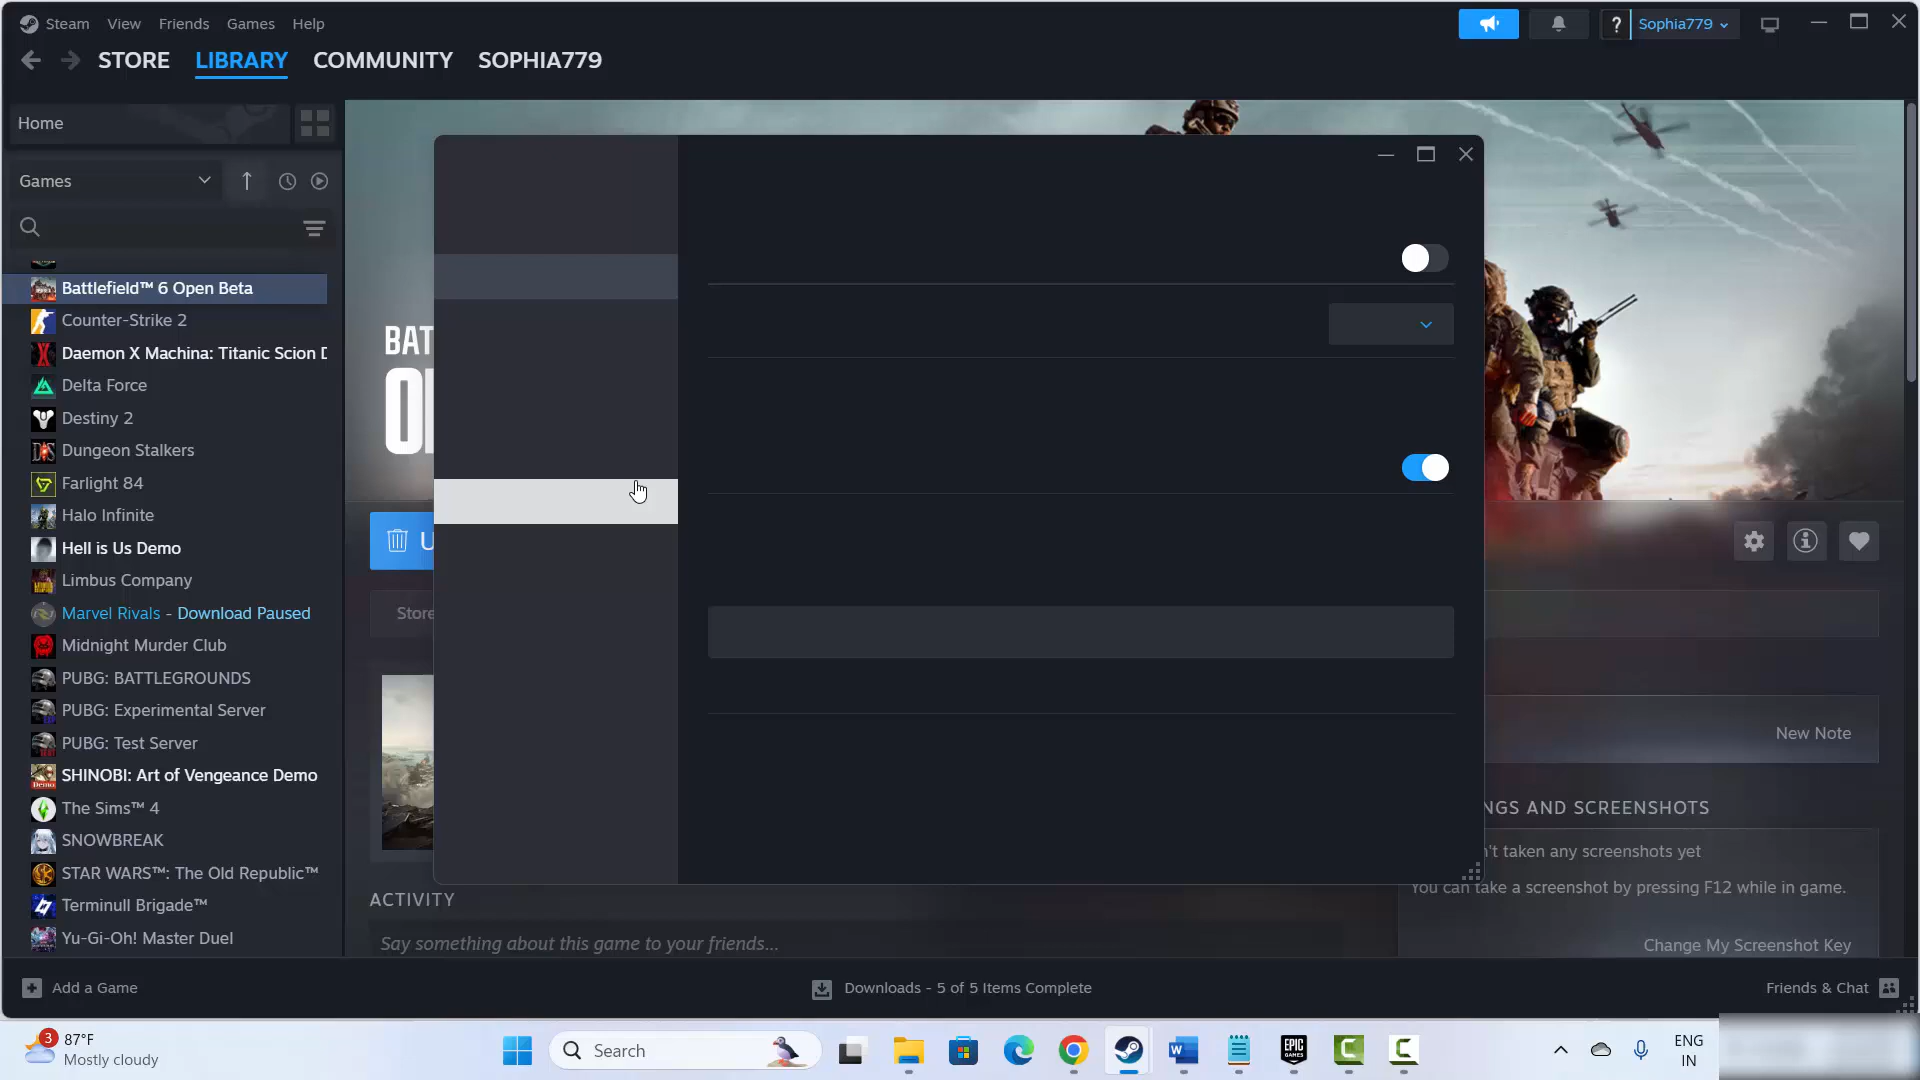 Steam View Friends Games Help
? Sophia779
STORE LIBRARY COMMUNITY SOPHIA779
Home
Games
Battlefield™ 6 Open Beta
Counter-Strike 2
Daemon X Machina: Titanic Scion D
Delta Force
Destiny 2
Dungeon Stalkers
Farlight 84
Halo Infinite
Hell is Us Demo
Limbus Company
Marvel Rivals - Download Paused
Midnight Murder Club
PUBG: BATTLEGROUNDS
PUBG: Experimental Server
PUBG: Test Server
SHINOBI: Art of Vengeance Demo
The Sims™ 4
SNOWBREAK
STAR WARS™: The Old Republic™
Terminull Brigade™
Yu-Gi-Oh! Master Duel
BAT
U
Store
New Note
NGS AND SCREENSHOTS
n't taken any screenshots yet
You can take a screenshot by pressing F12 while in game.
Change My Screenshot Key
ACTIVITY
Say something about this game to your friends...
Add a Game
Downloads - 5 of 5 Items Complete
Friends & Chat
3
87°F
Mostly cloudy
Search
EPIC GAMES
ENG
IN